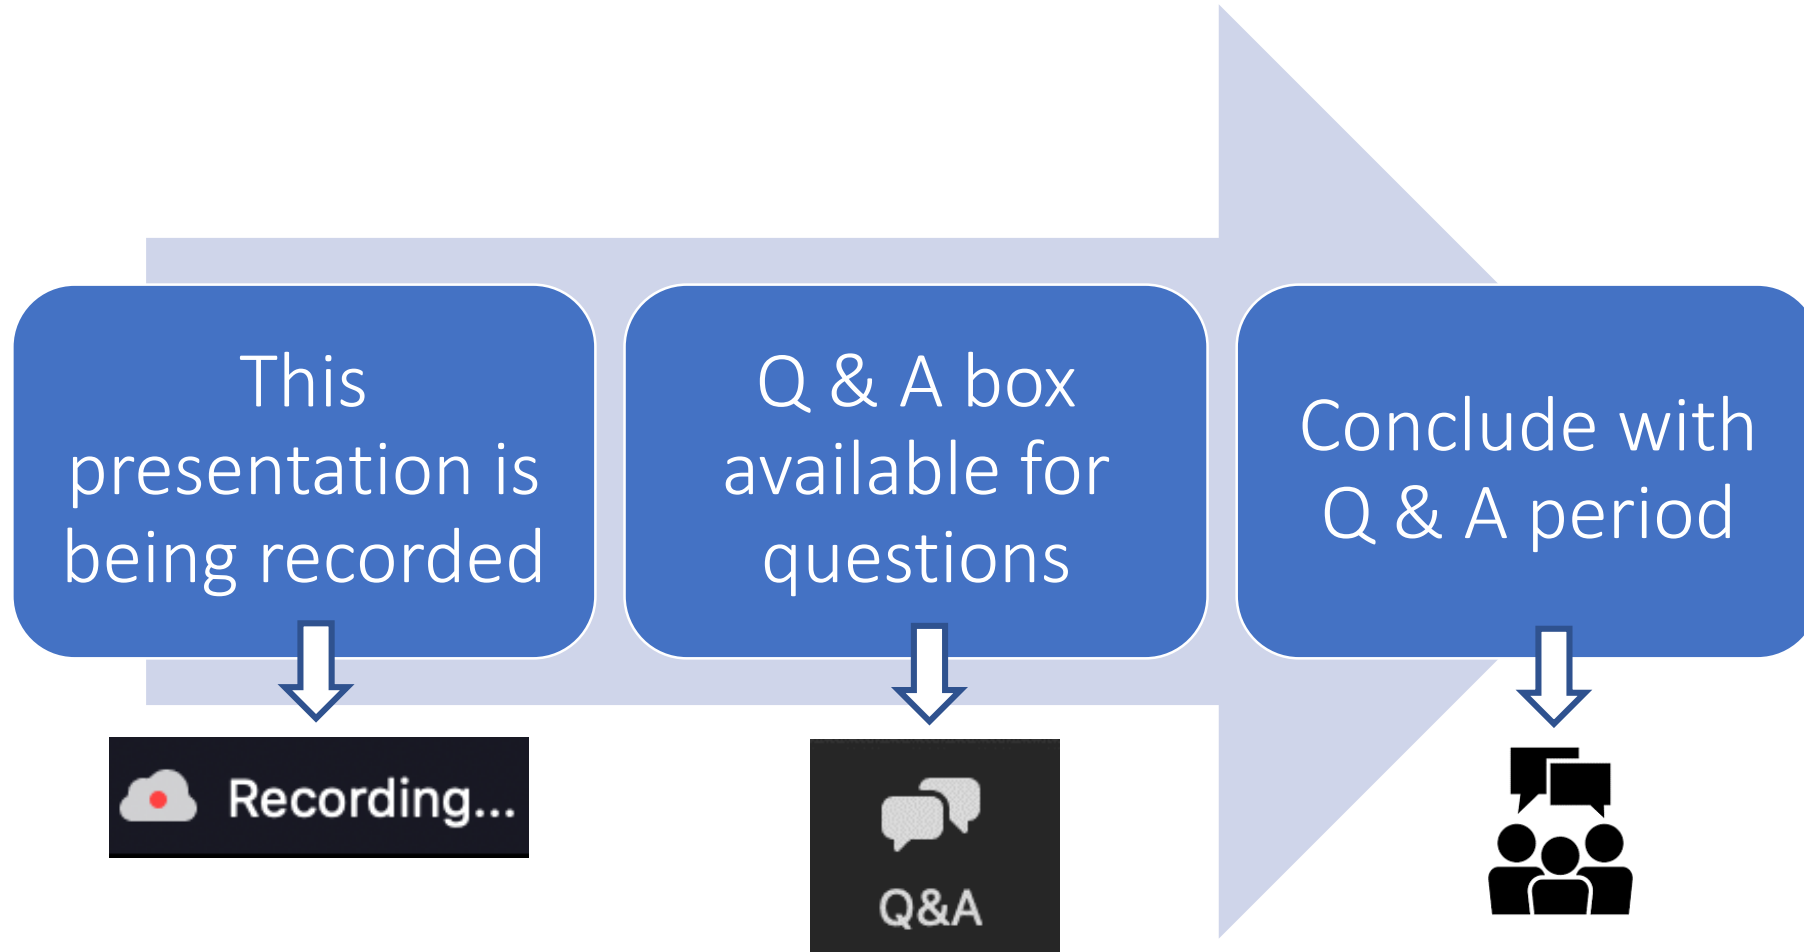 This
presentation is
being recorded
Q & A box
available for
questions
Conclude with
Q & A period
Recording...
Q&A